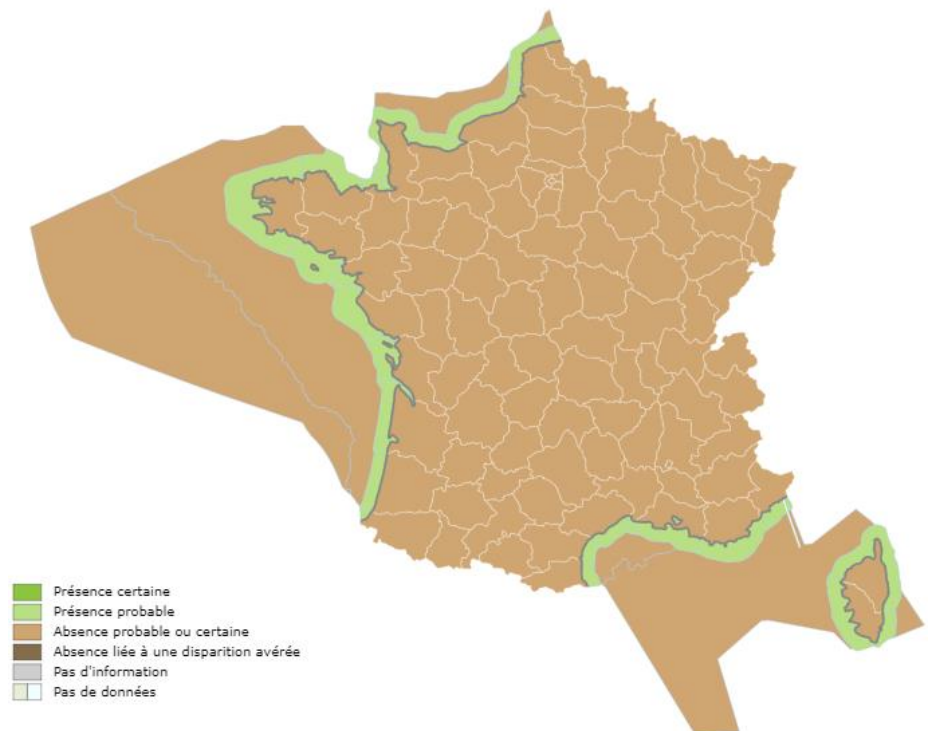 Présence certaine
Présence probable
Absence probable ou certaine
Absence liée à une disparition avérée
Pas d'information
Pas de données